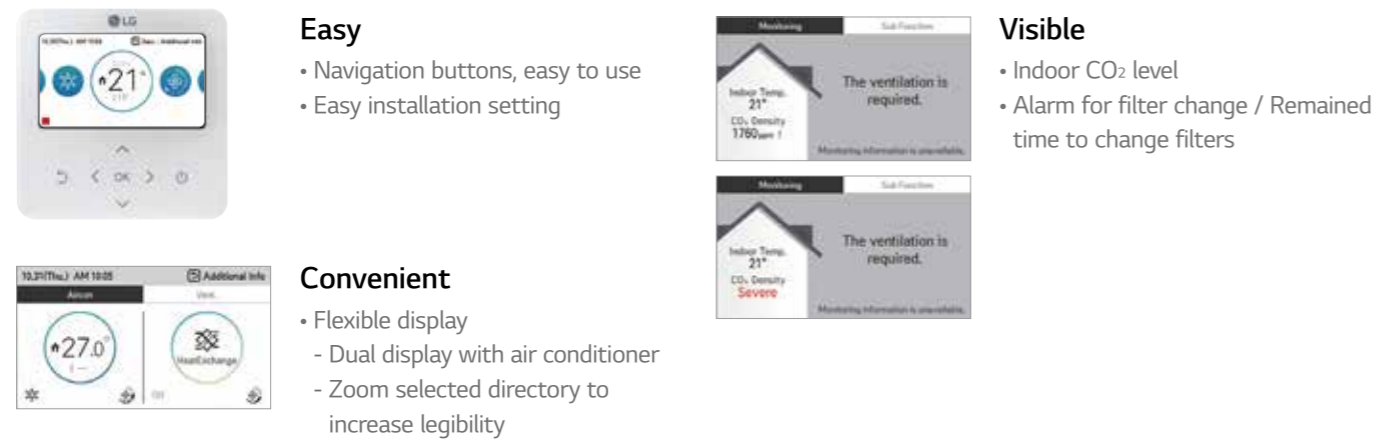 LG
21°
Easy
• Navigation buttons, easy to use
• Easy installation setting
OK
10.31(Thu.) AM 10:05 Additional Info
Aircon Vent.
27.0°
HeatExchange
Off
Convenient
• Flexible display
- Dual display with air conditioner
- Zoom selected directory to
increase legibility
Monitoring Sub Function
The ventilation is
required.
Indoor Temp.
21°
CO₂ Density
1760ppm !
Monitoring information is unavailable.
Monitoring Sub Function
The ventilation is
required.
Indoor Temp.
21°
CO₂ Density
Severe
Monitoring information is unavailable.
Visible
• Indoor CO₂ level
• Alarm for filter change / Remained
time to change filters